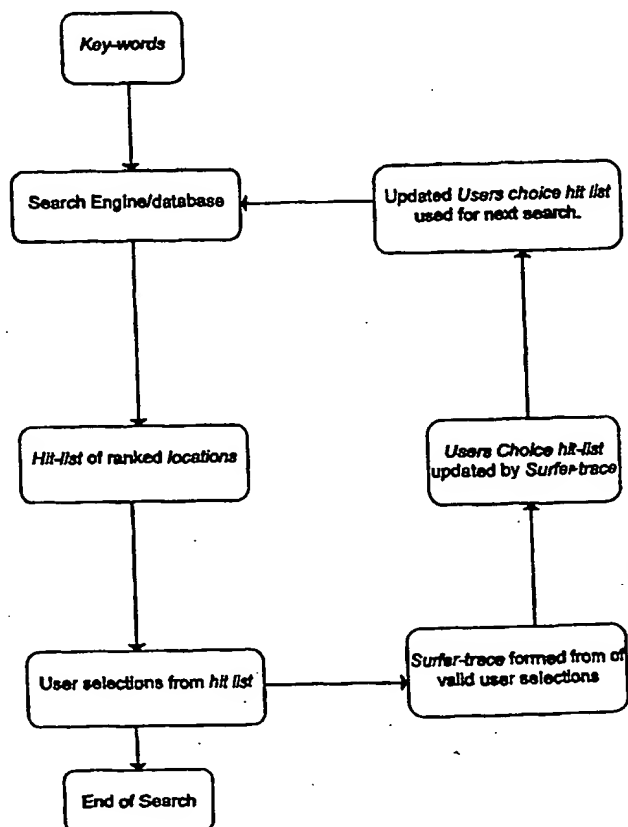 Key-words
Search Engine/database
Updated Users choice hit list
used for next search.
Hit-list of ranked locations
Users Choice hit-list
updated by Surfer-trace
User selections from hit list
Surfer-trace formed from of
valid user selections
End of Search